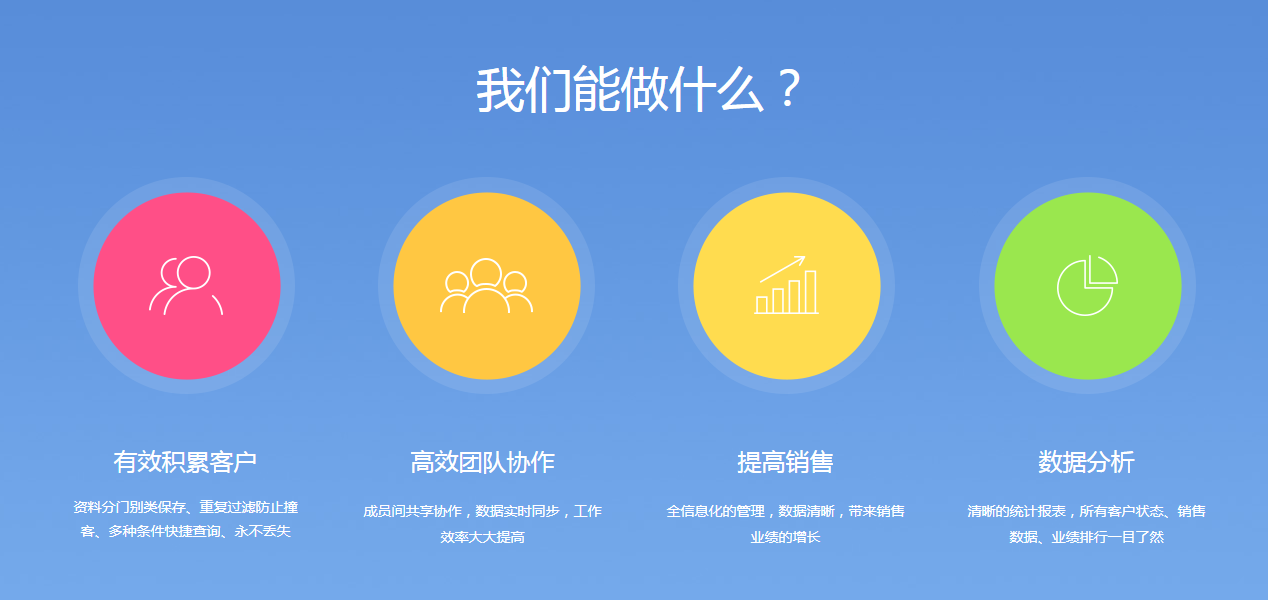 我们能做什么？
有效积累客户
资料分门别类保存、重复过滤防止撞
客、多种条件快捷查询、永不丢失
高效团队协作
成员间共享协作，数据实时同步，工作
效率大大提高
提高销售
全信息化的管理，数据清晰，带来销售
业绩的增长
数据分析
清晰的统计报表，所有客户状态、销售
数据、业绩排行一目了然